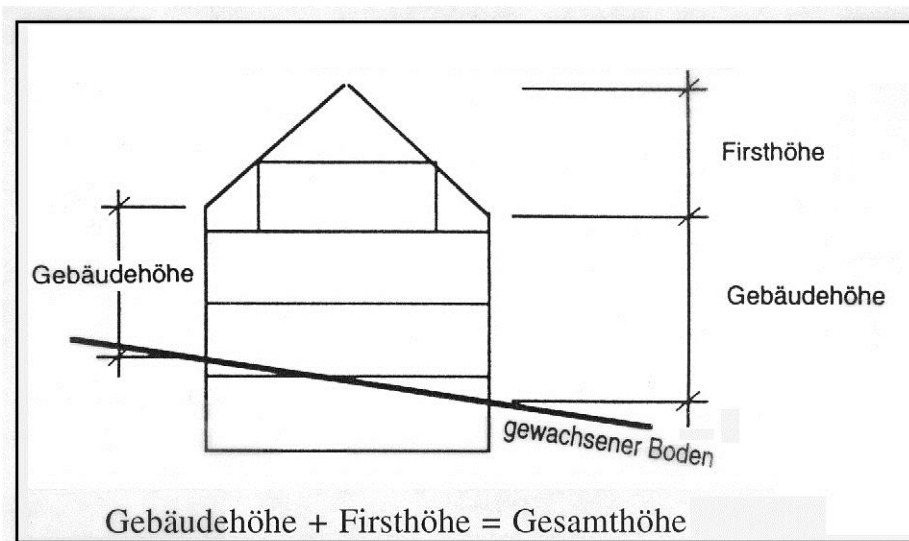 Firsthöhe
Gebäudehöhe
Gebäudehöhe
gewachsener Boden
Gebäudehöhe + Firsthöhe = Gesamthöhe